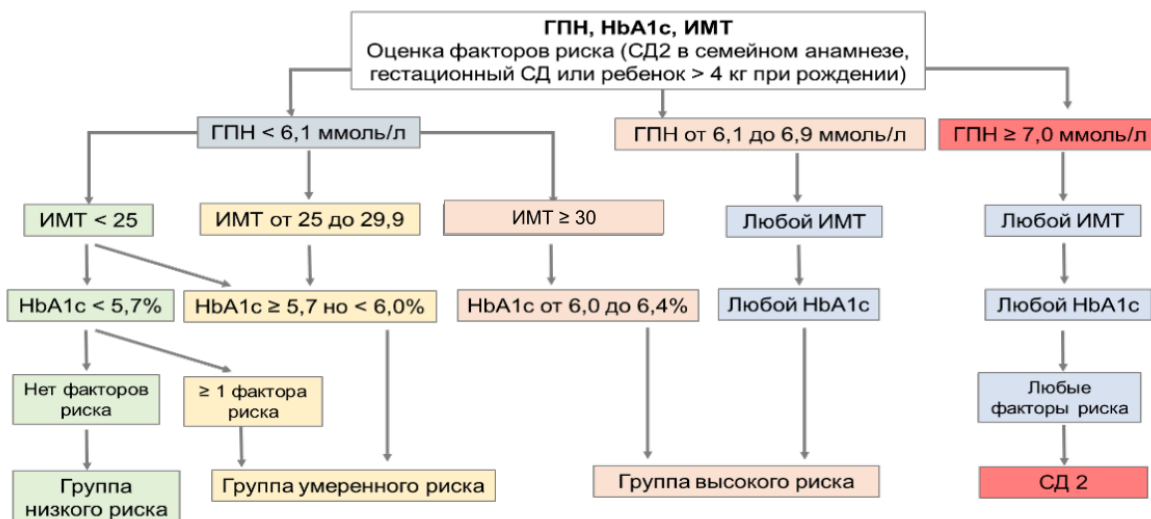 ГПН, HbA1c, ИМТ
Оценка факторов риска (СД2 в семейном анамнезе,
гестационный СД или ребенок > 4 кг при рождении)
ГПН < 6,1 ммоль/л
ГПН от 6,1 до 6,9 ммоль/л
ГПН ≥ 7,0 ммоль/л
ИМТ < 25
ИМТ от 25 до 29,9
ИМТ ≥ 30
Любой ИМТ
Любой ИМТ
HbA1c < 5,7%
HbA1c ≥ 5,7 но < 6,0%
HbA1c от 6,0 до 6,4%
Любой HbA1c
Любой HbA1c
Нет факторов
риска
≥ 1 фактора
риска
Любые
факторы риска
Группа
низкого риска
Группа умеренного риска
Группа высокого риска
СД 2